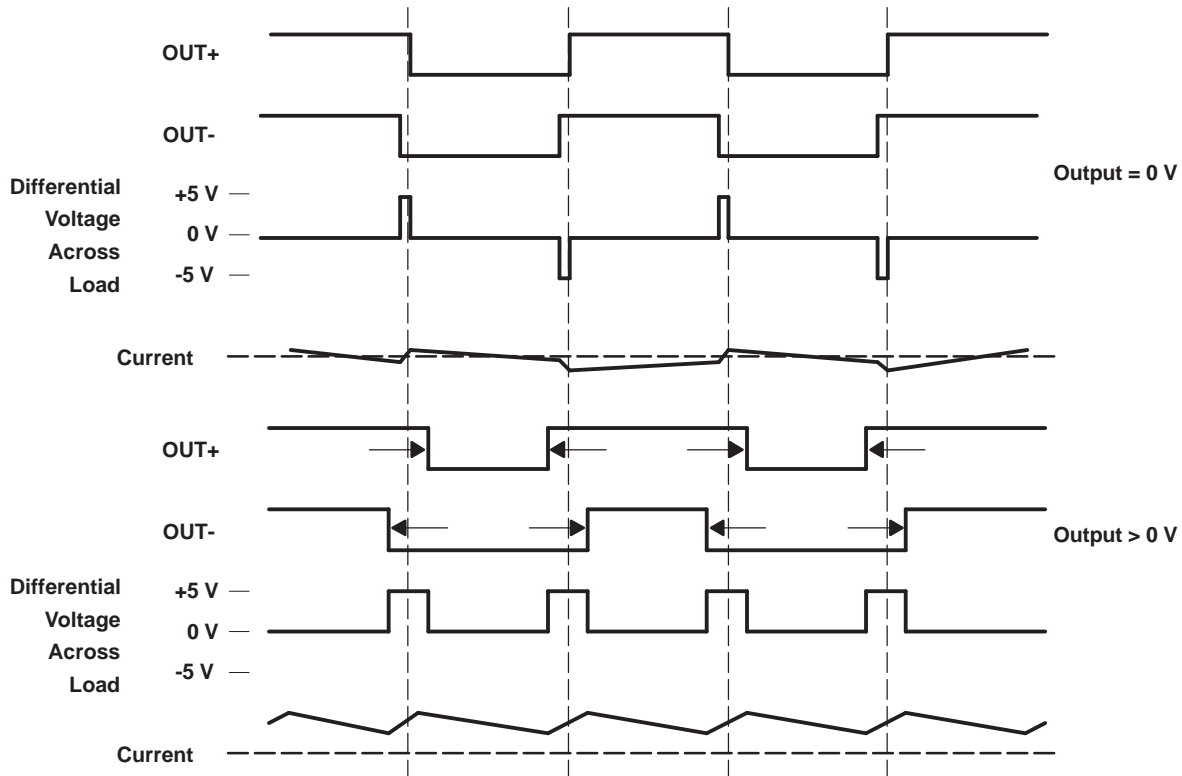 OUT+
OUT-
Output = 0 V
Differential
Voltage
Across
Load
+5 V
0 V
-5 V
Current
OUT+
OUT-
Output > 0 V
Differential
Voltage
Across
Load
+5 V
0 V
-5 V
Current